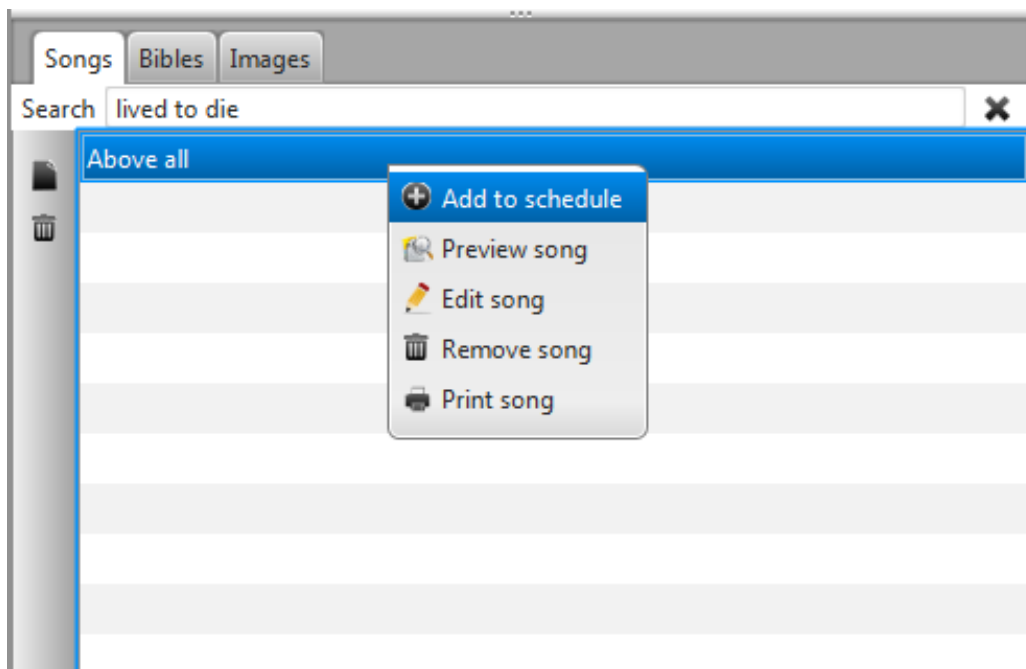 Songs Bibles Images
Search lived to die
Above all
Add to schedule
Preview song
Edit song
Remove song
Print song